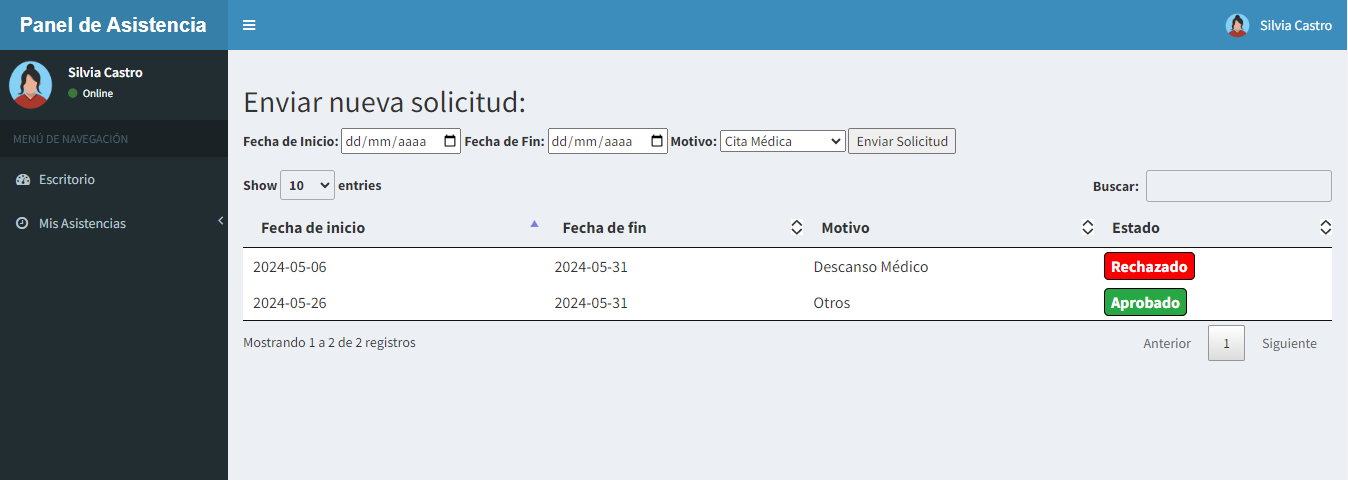 Panel de Asistencia
Silvia Castro
Silvia Castro
Online
MENÚ DE NAVEGACIÓN
Escritorio
Mis Asistencias
Enviar nueva solicitud:
Fecha de Inicio: dd/mm/aaaa Fecha de Fin: dd/mm/aaaa Motivo: Cita Médica Enviar Solicitud
Show 10 entries Buscar:
Fecha de inicio Fecha de fin Motivo Estado
2024-05-06 2024-05-31 Descanso Médico Rechazado
2024-05-26 2024-05-31 Otros Aprobado
Mostrando 1 a 2 de 2 registros Anterior 1 Siguiente